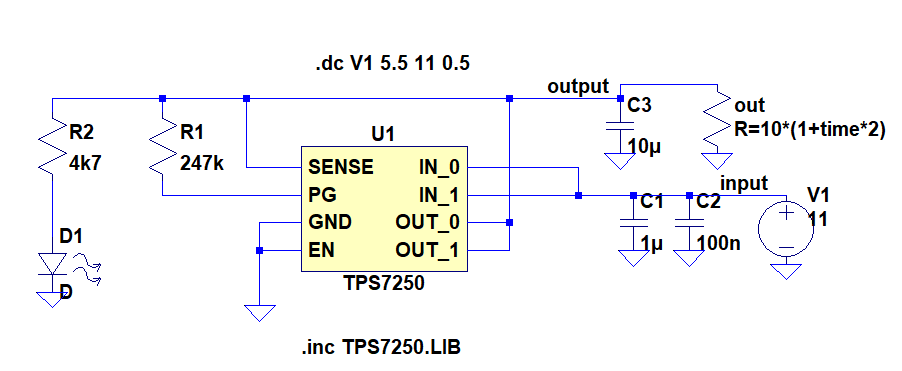 .dc V1 5.5 11 0.5
output
R2
4k7
R1
247k
U1
C3
10µ
out
R=10*(1+time*2)
SENSE
IN_0
PG
IN_1
GND
OUT_0
EN
OUT_1
TPS7250
input
C1
1µ
C2
100n
V1
11
D1
D
.inc TPS7250.LIB